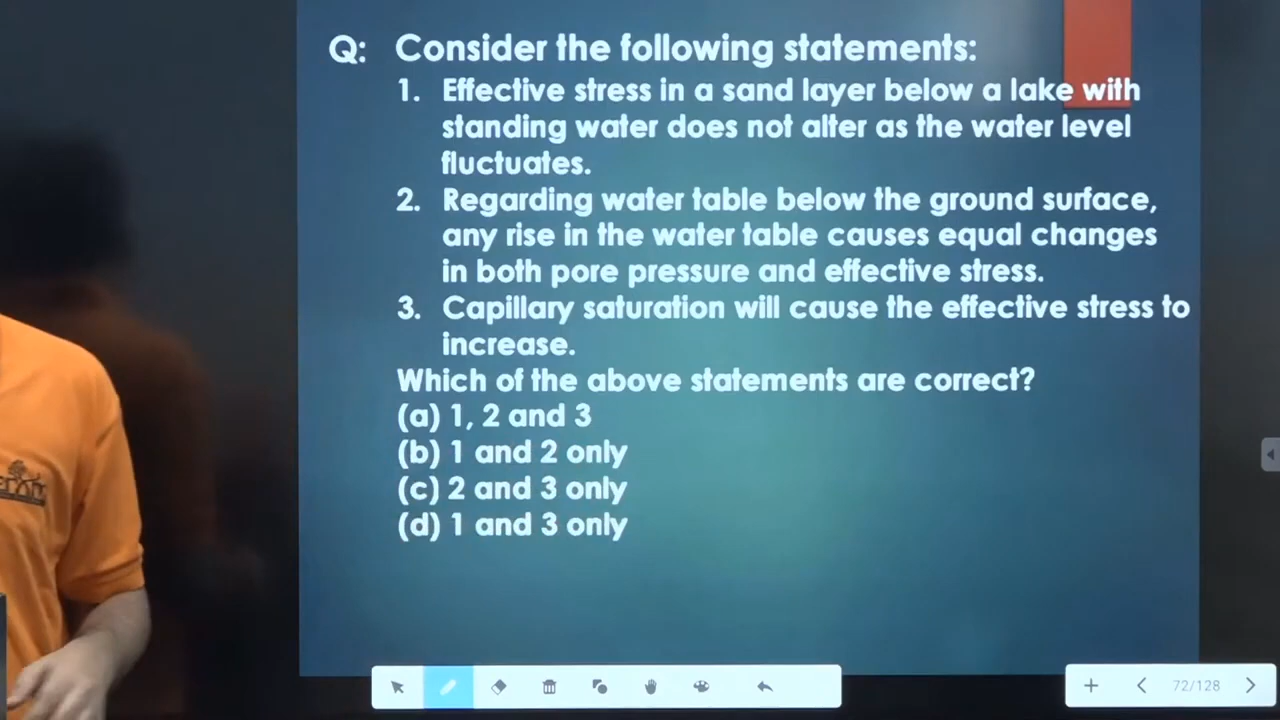 Q: Consider the following statements:
1. Effective stress in a sand layer below a lake with
standing water does not alter as the water level
fluctuates.
2. Regarding water table below the ground surface,
any rise in the water table causes equal changes
in both pore pressure and effective stress.
3. Capillary saturation will cause the effective stress to
increase.
Which of the above statements are correct?
(a) 1, 2 and 3
(b) 1 and 2 only
(c) 2 and 3 only
(d) 1 and 3 only
72/128